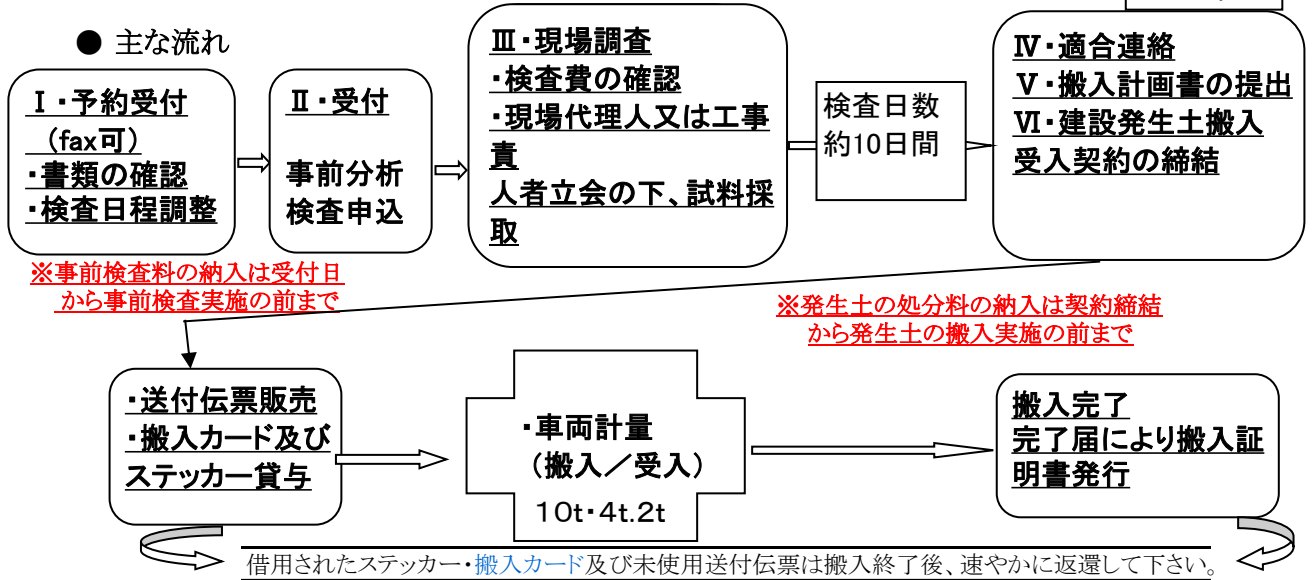 ● 主な流れ
Ⅰ・予約受付
(fax可)
・書類の確認
・検査日程調整
Ⅱ・受付
事前分析
検査申込
Ⅲ・現場調査
・検査費の確認
・現場代理人又は工事
責
人者立会の下、試料採
取
検査日数
約10日間
Ⅳ・適合連絡
Ⅴ・搬入計画書の提出
Ⅵ・建設発生土搬入
受入契約の締結
※事前検査料の納入は受付日
から事前検査実施の前まで
※発生土の処分料の納入は契約締結
から発生土の搬入実施の前まで
・送付伝票販売
・搬入カード及び
ステッカー貸与
・車両計量
(搬入/受入)
10t・4t.2t
搬入完了
完了届により搬入証
明書発行
借用されたステッカー・搬入カード及び未使用送付伝票は搬入終了後、速やかに返還して下さい。